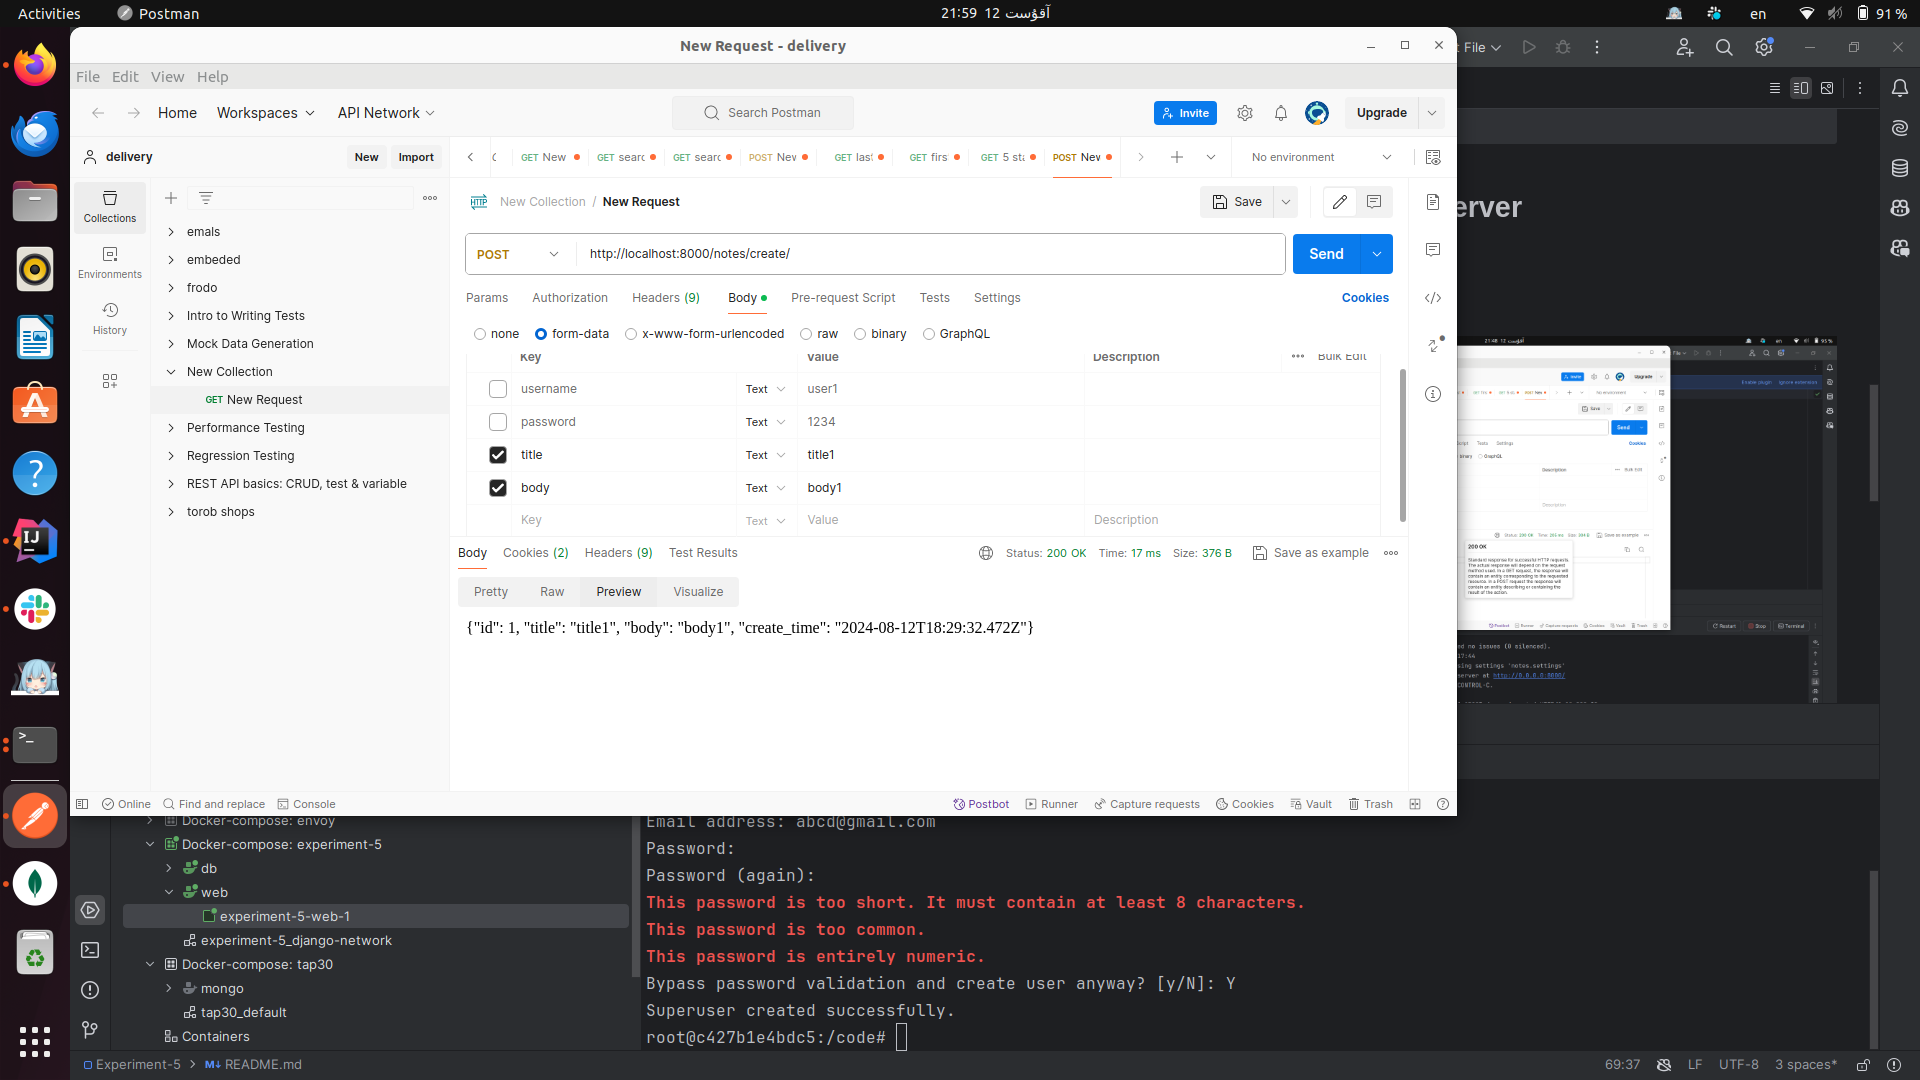 Activities
Postman
21:59 12 آقۇست
en
91 %
New Request - delivery
File Edit View Help
Home Workspaces API Network
Search Postman
Invite
Upgrade
delivery
New
Import
GET New
GET searc
GET searc
POST Nev
GET last
GET firs
GET 5 sta
POST Nev
No environment
Collections
Environments
History
emals
embeded
frodo
Intro to Writing Tests
Mock Data Generation
New Collection
GET New Request
Performance Testing
Regression Testing
REST API basics: CRUD, test & variable
torob shops
HTTP New Collection / New Request
Save
POST
http://localhost:8000/notes/create/
Send
Params Authorization Headers (9) Body Pre-request Script Tests Settings
Cookies
none form-data x-www-form-urlencoded raw binary GraphQL
Key Value Description Bulk Edit
username Text user1
password Text 1234
title Text title1
body Text body1
Key Text Value Description
Body Cookies (2) Headers (9) Test Results
Status: 200 OK Time: 17 ms Size: 376 B
Save as example
Pretty Raw Preview Visualize
{"id": 1, "title": "title1", "body": "body1", "create_time": "2024-08-12T18:29:32.472Z"}
Online Find and replace Console
Postbot Runner Capture requests Cookies Vault Trash
t File
erver
Docker-compose: envoy
Docker-compose: experiment-5
db
web
experiment-5-web-1
experiment-5_django-network
Docker-compose: tap30
mongo
tap30_default
Containers
Email address: abcd@gmail.com
Password:
Password (again):
This password is too short. It must contain at least 8 characters.
This password is too common.
This password is entirely numeric.
Bypass password validation and create user anyway? [y/N]: Y
Superuser created successfully.
root@c427b1e4bdc5:/code#
Experiment-5 > README.md
69:37 LF UTF-8 3 spaces*